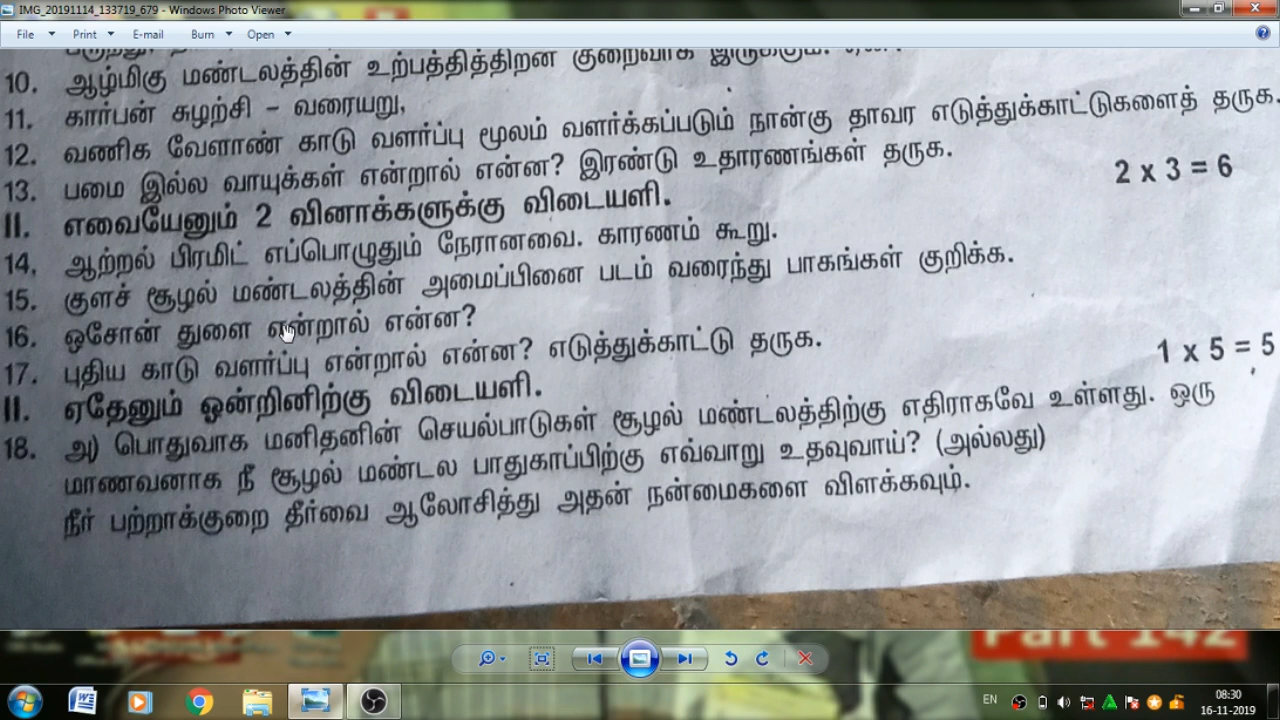 IMG_20191114_133719_679 - Windows Photo Viewer
File Print E-mail Burn Open
10. ஆழ்மிகு மண்டலத்தின் உற்பத்தித்திறன் குறைவாக இருக்கும்.
11. கார்பன் சுழற்சி – வரையறு.
12. வணிக வேளாண் காடு வளர்ப்பு மூலம் வளர்க்கப்படும் நான்கு தாவர எடுத்துக்காட்டுகளைத் தருக.
13. பமை இல்ல வாயுக்கள் என்றால் என்ன? இரண்டு உதாரணங்கள் தருக.
II. எவையேனும் 2 வினாக்களுக்கு விடையளி. 2 x 3 = 6
14. ஆற்றல் பிரமிட் எப்பொழுதும் நேரானவை. காரணம் கூறு.
15. குளச் சூழல் மண்டலத்தின் அமைப்பினை படம் வரைந்து பாகங்கள் குறிக்க.
16. ஒசோன் துளை என்றால் என்ன?
17. புதிய காடு வளர்ப்பு என்றால் என்ன? எடுத்துக்காட்டு தருக.
II. ஏதேனும் ஒன்றினிற்கு விடையளி. 1 x 5 = 5
18. அ) பொதுவாக மனிதனின் செயல்பாடுகள் சூழல் மண்டலத்திற்கு எதிராகவே உள்ளது. ஒரு
மாணவனாக நீ சூழல் மண்டல பாதுகாப்பிற்கு எவ்வாறு உதவுவாய்? (அல்லது)
நீர் பற்றாக்குறை தீர்வை ஆலோசித்து அதன் நன்மைகளை விளக்கவும்.
Part 142
EN 08:30
16-11-2019